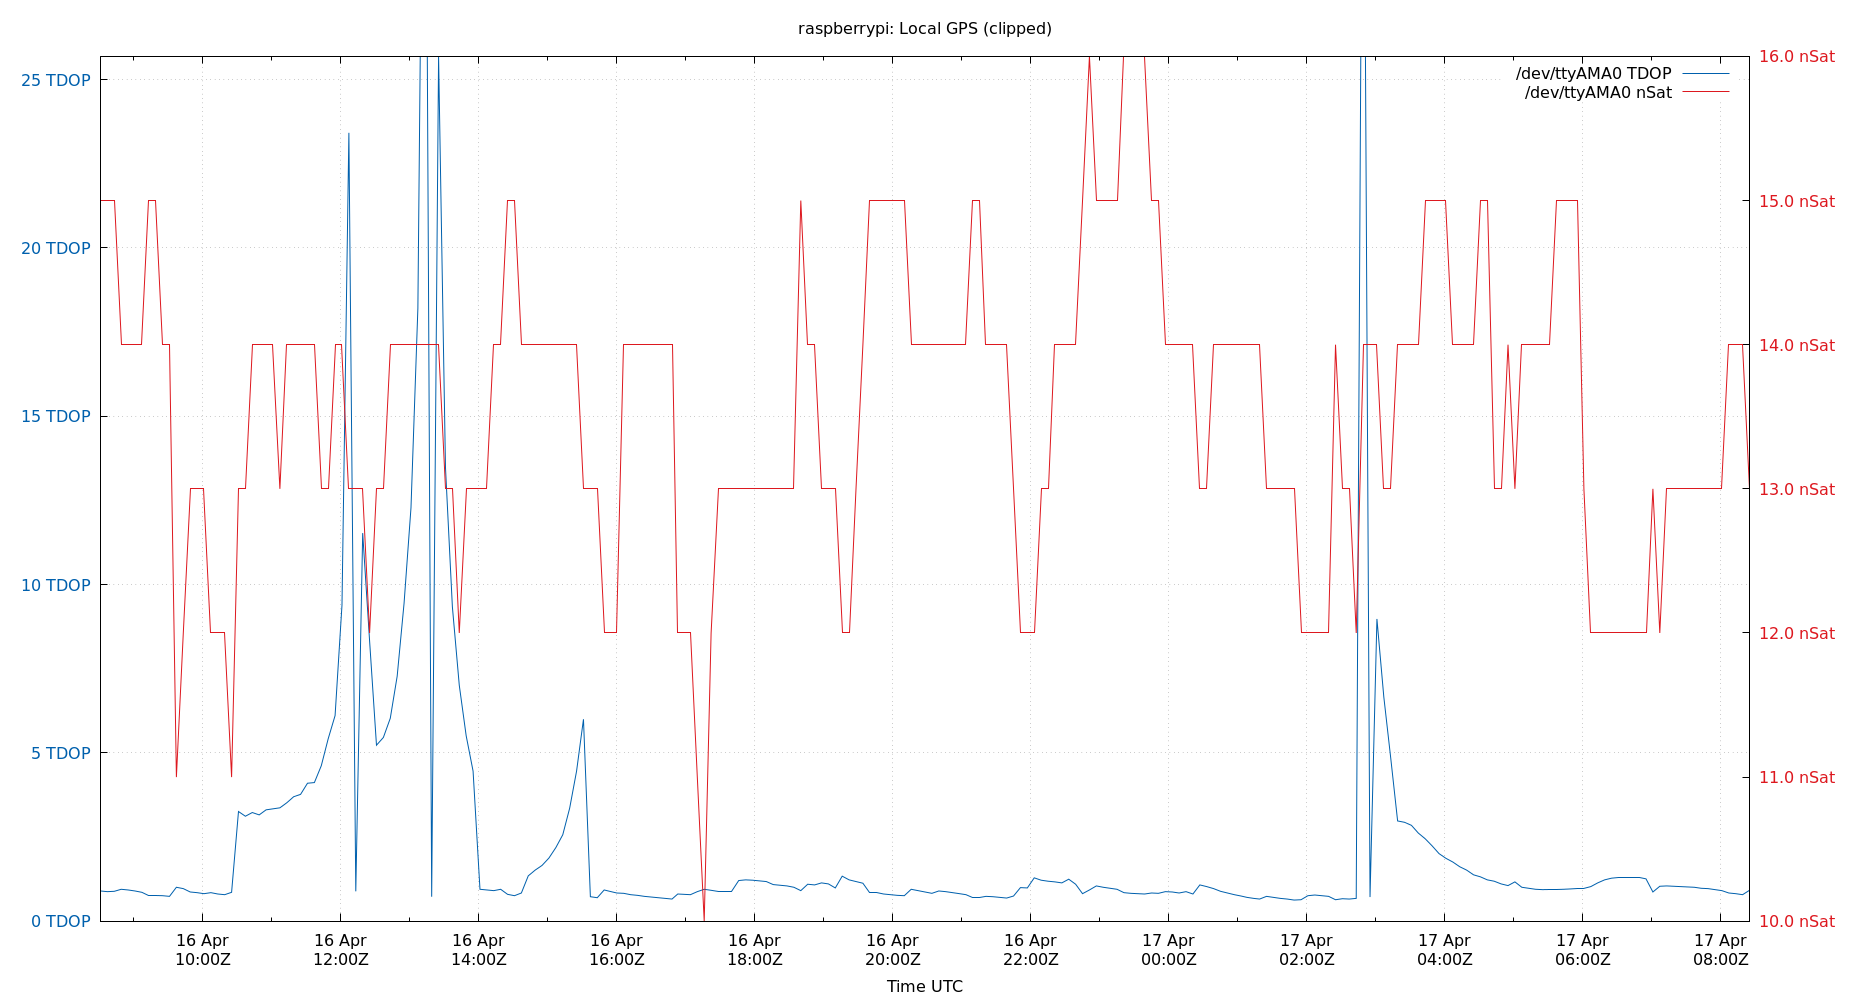 raspberrypi: Local GPS (clipped)
/dev/ttyAMA0 TDOP
/dev/ttyAMA0 nSat
25 TDOP
20 TDOP
15 TDOP
10 TDOP
5 TDOP
0 TDOP
16.0 nSat
15.0 nSat
14.0 nSat
13.0 nSat
12.0 nSat
11.0 nSat
10.0 nSat
16 Apr 16 Apr 16 Apr 16 Apr 16 Apr 16 Apr 16 Apr 17 Apr 17 Apr 17 Apr 17 Apr 17 Apr
10:00Z 12:00Z 14:00Z 16:00Z 18:00Z 20:00Z 22:00Z 00:00Z 02:00Z 04:00Z 06:00Z 08:00Z
Time UTC